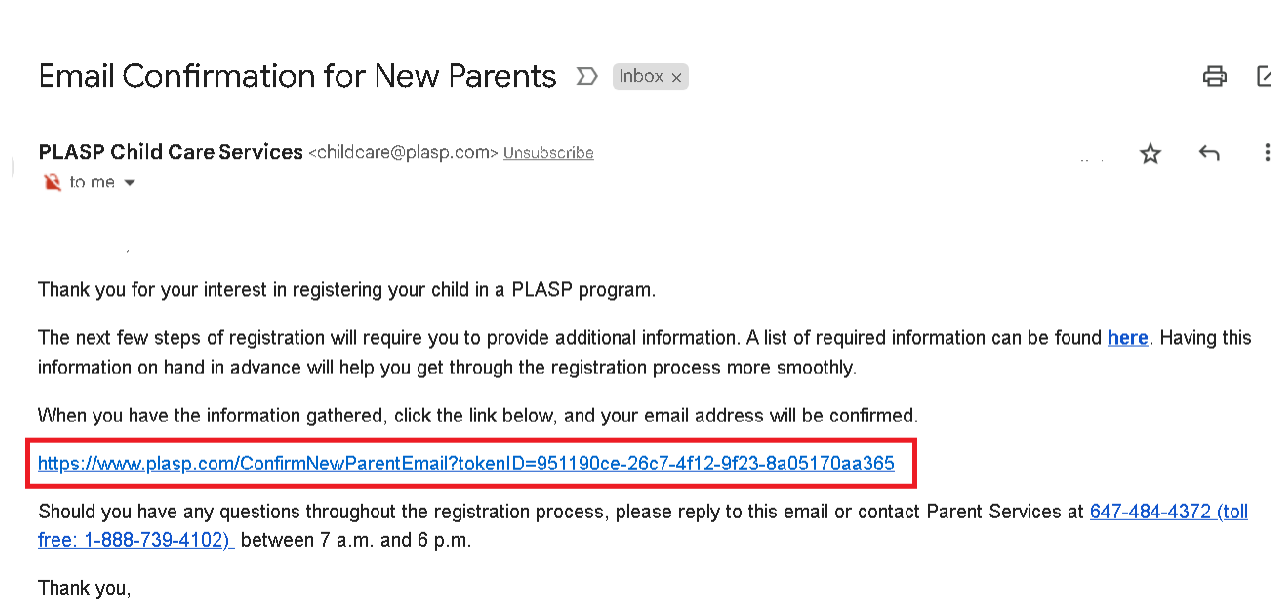 Email Confirmation for New Parents Inbox ×
PLASP Child Care Services <childcare@plasp.com> Unsubscribe
to me
Thank you for your interest in registering your child in a PLASP program.
The next few steps of registration will require you to provide additional information. A list of required information can be found here. Having this
information on hand in advance will help you get through the registration process more smoothly.
When you have the information gathered, click the link below, and your email address will be confirmed.
https://www.plasp.com/ConfirmNewParentEmail?tokenID=951190ce-26c7-4f12-9f23-8a05170aa365
Should you have any questions throughout the registration process, please reply to this email or contact Parent Services at 647-484-4372 (toll
free: 1-888-739-4102) between 7 a.m. and 6 p.m.
Thank you,